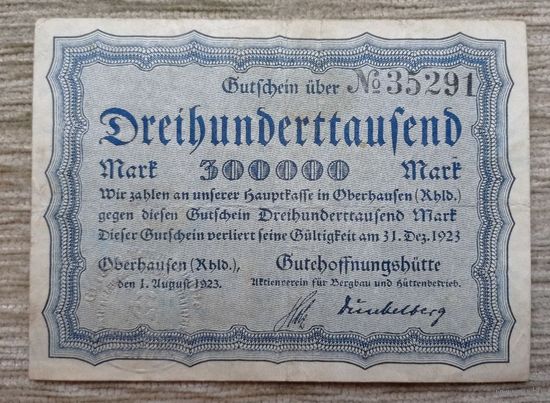 Gutschein über № 35291
Dreihunderttausend
Mark 300000 Mark
Wir zahlen an unserer Hauptkasse in Oberhausen (Rhld.)
gegen diesen Gutschein Dreihunderttausend Mark
Dieser Gutschein verliert seine Gültigkeit am 31. Dez. 1923
Oberhausen (Rhld.), Gutehoffnungshütte
den 1. August 1923. Aktienverein für Bergbau und Hüttenbetrieb.